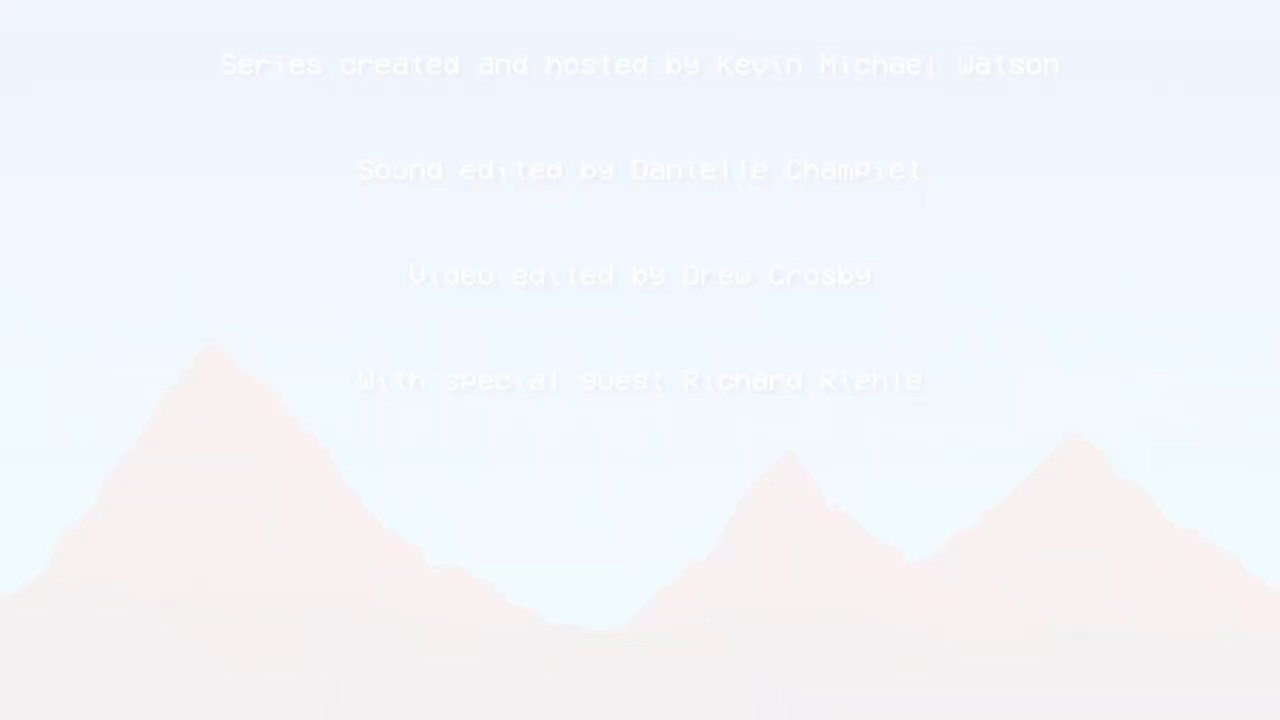 Series created and hosted by Kevin Michael Watson
Sound edited by Danielle Champiet
Video edited by Drew Crosby
With special guest Richard Riehle